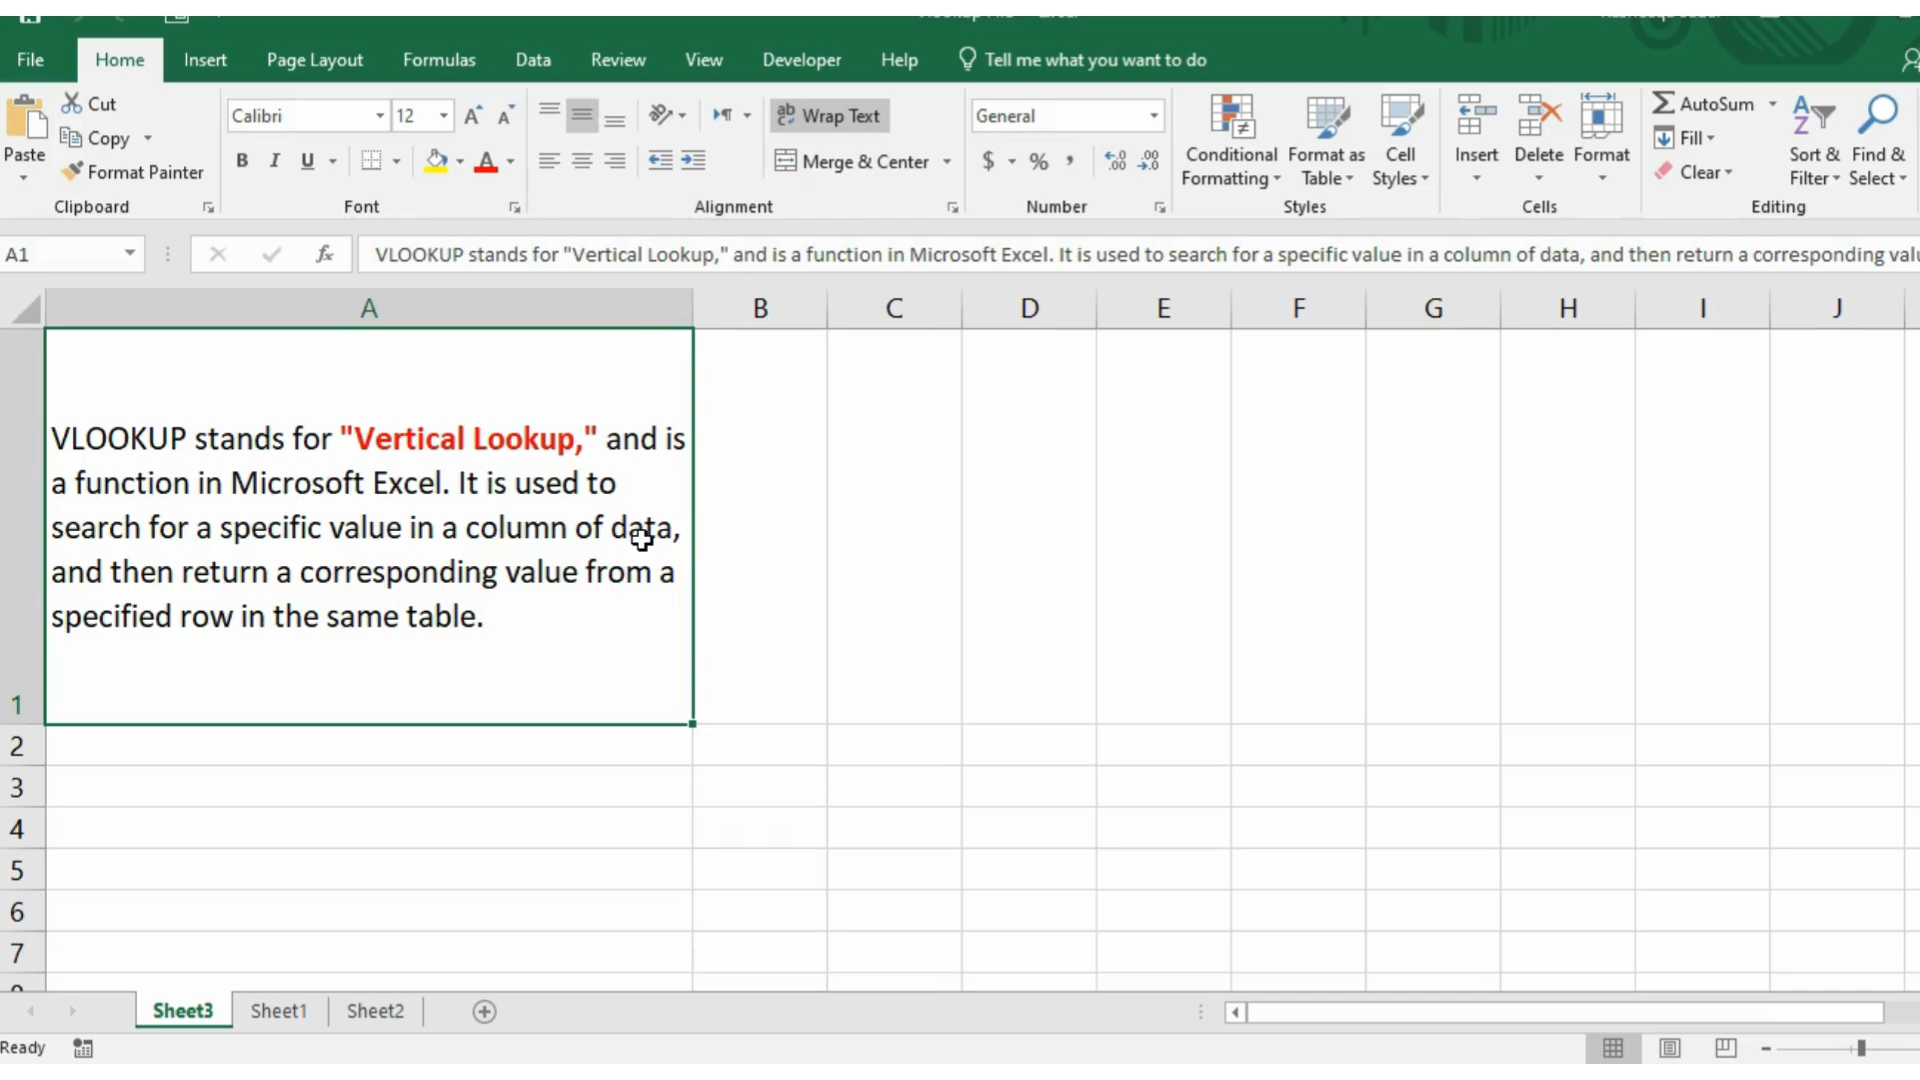 File Home Insert Page Layout Formulas Data Review View Developer Help Tell me what you want to do
Paste
Cut
Copy
Format Painter
Clipboard
Calibri 12
B I U A
Font
ab Wrap Text
Merge & Center
Alignment
General
$ % ,
Number
Conditional Formatting
Format as Table
Cell Styles
Styles
Insert Delete Format
Cells
AutoSum
Fill
Clear
Sort & Filter
Find & Select
Editing
A1 fx VLOOKUP stands for "Vertical Lookup," and is a function in Microsoft Excel. It is used to search for a specific value in a column of data, and then return a corresponding
A B C D E F G H I J
VLOOKUP stands for "Vertical Lookup," and is
a function in Microsoft Excel. It is used to
search for a specific value in a column of data,
and then return a corresponding value from a
specified row in the same table.
1
2
3
4
5
6
7
Sheet3 Sheet1 Sheet2
Ready